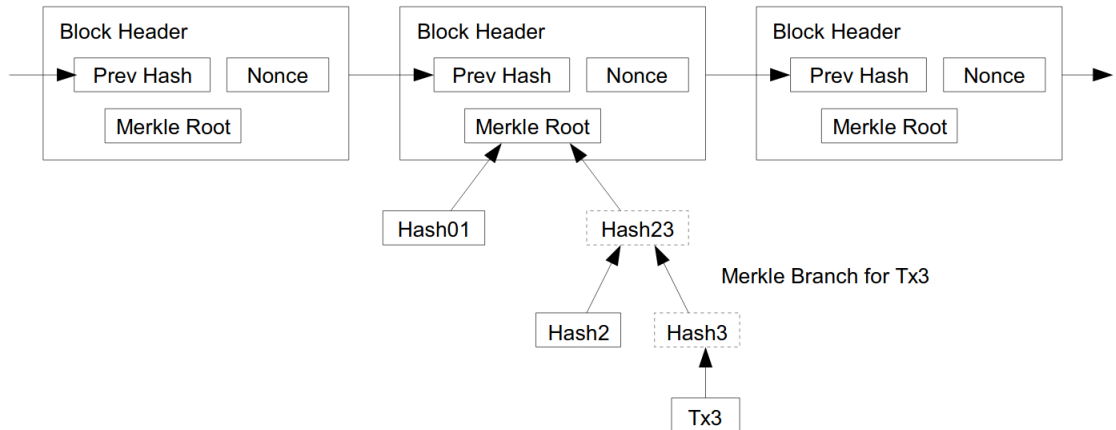 Block Header
Block Header
Block Header
Prev Hash
Nonce
Prev Hash
Nonce
Prev Hash
Nonce
Merkle Root
Merkle Root
Merkle Root
Hash01
Hash23
Merkle Branch for Tx3
Hash2
Hash3
Tx3